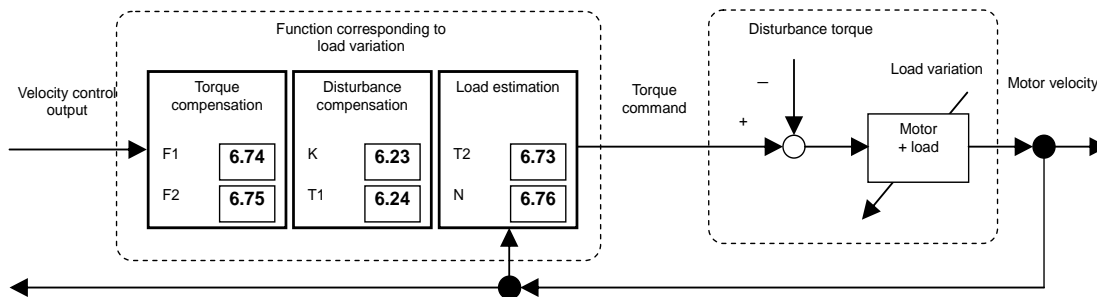 Function corresponding to
load variation
Disturbance torque
Velocity control
output
Torque
compensation
F1
6.74
F2
6.75
Disturbance
compensation
K
6.23
T1
6.24
Load estimation
T2
6.73
N
6.76
Torque
command
−
+
Load variation
Motor
+ load
Motor velocity